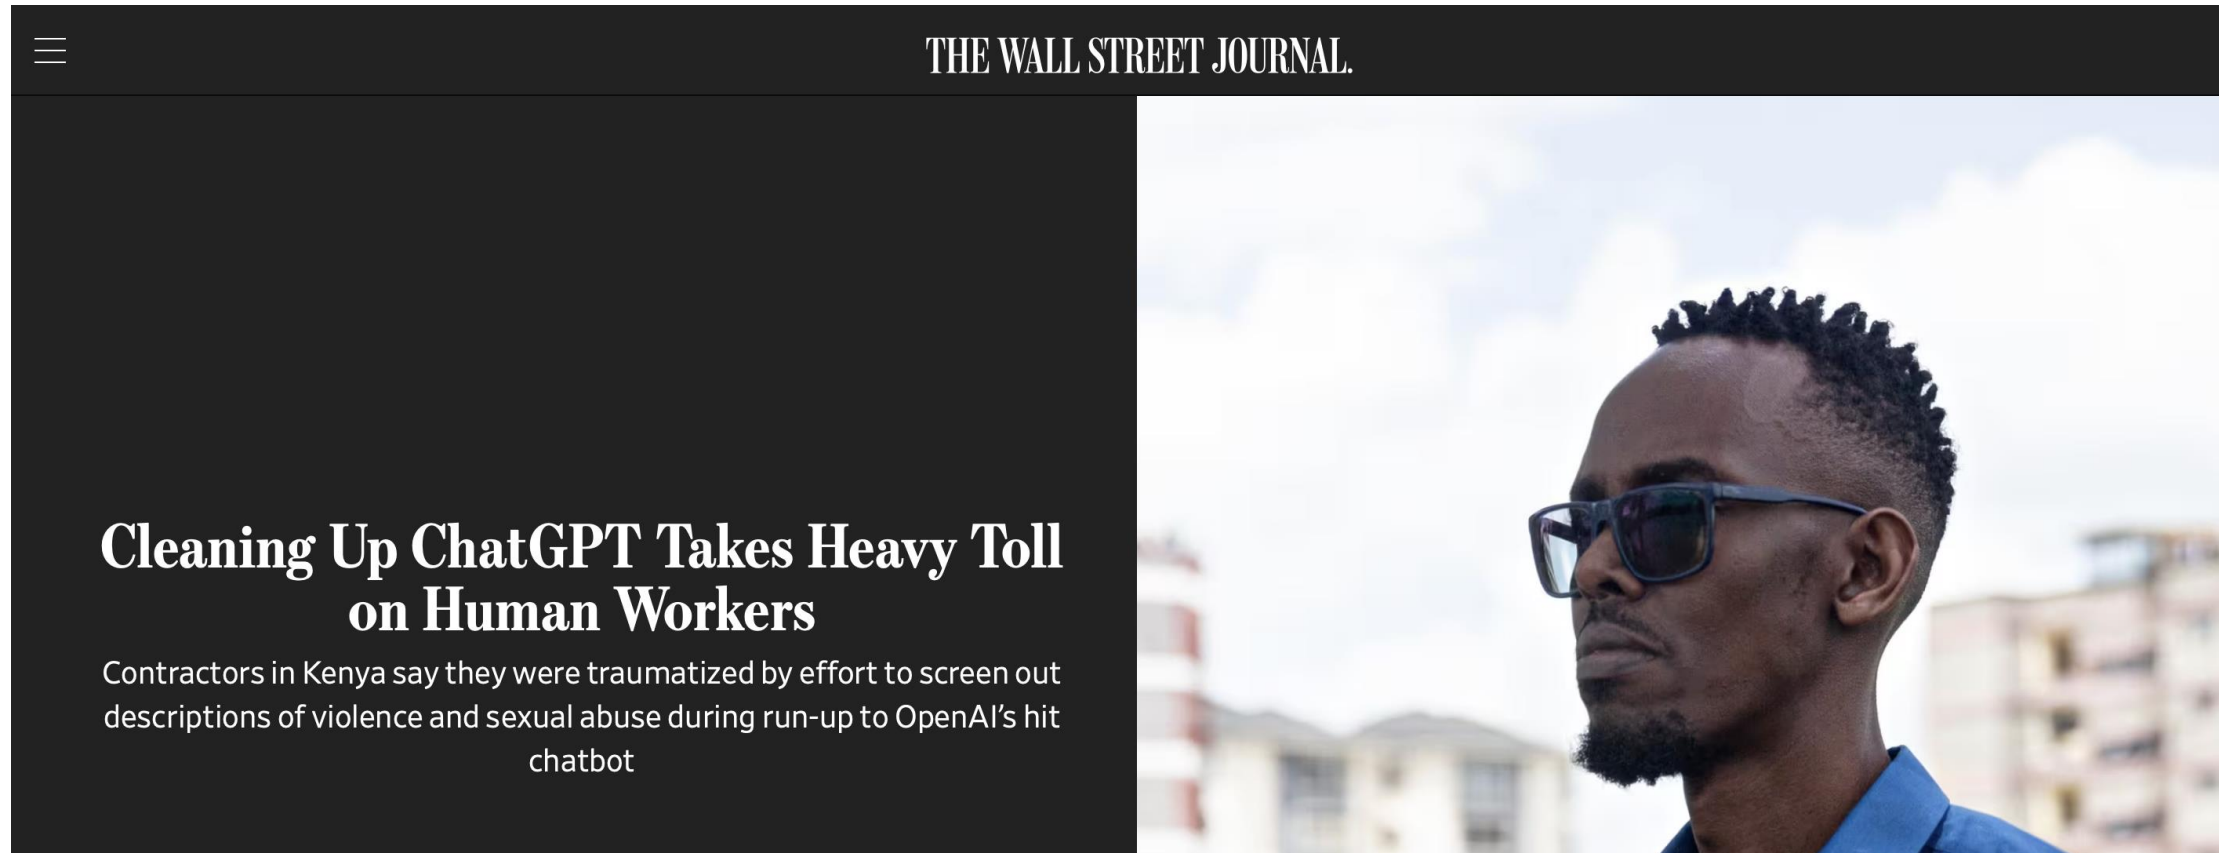 THE WALL STREET JOURNAL.
Cleaning Up ChatGPT Takes Heavy Toll
on Human Workers
Contractors in Kenya say they were traumatized by effort to screen out
descriptions of violence and sexual abuse during run-up to OpenAI’s hit
chatbot